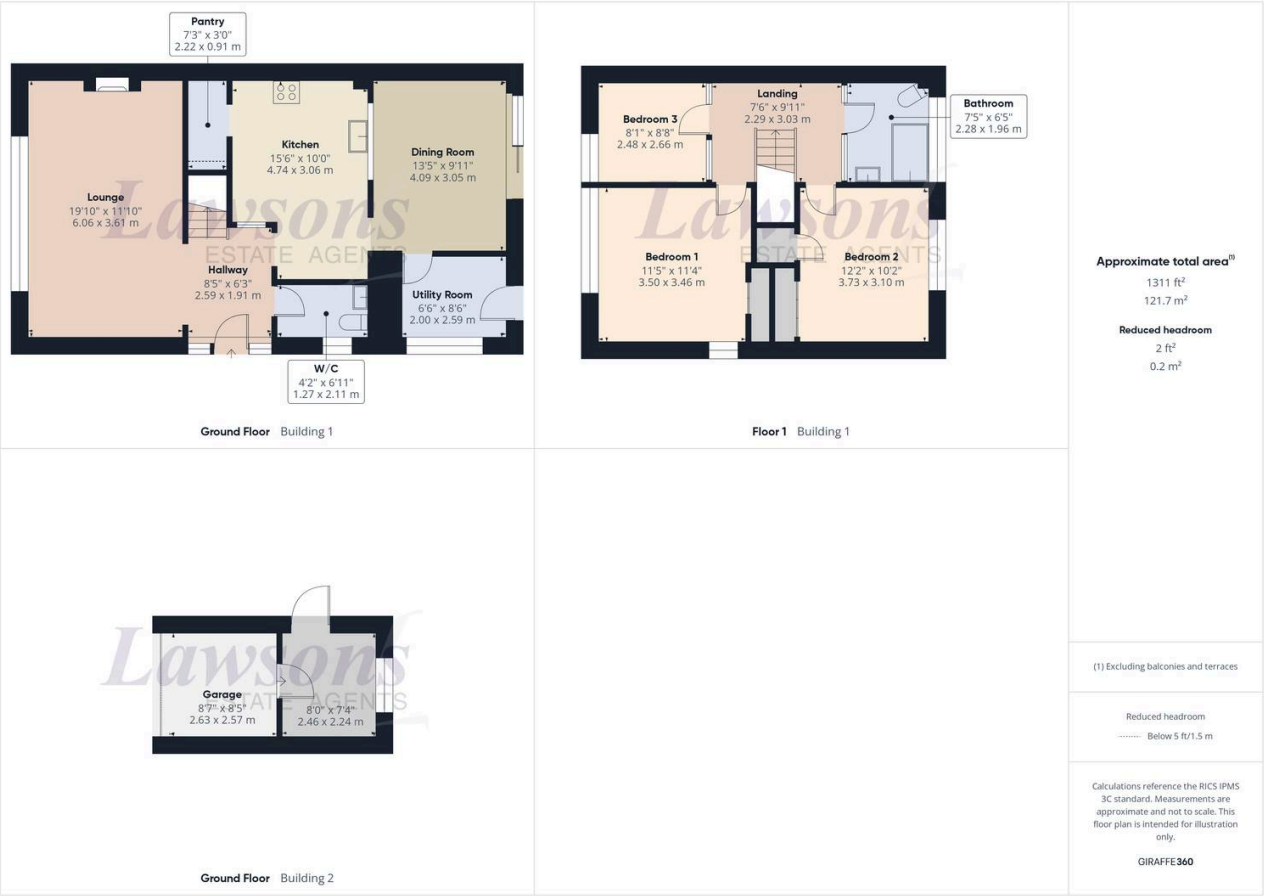 Pantry
7'3" x 3'0"
2.22 x 0.91 m
Lounge
19'10" x 11'10"
6.06 x 3.61 m
Kitchen
15'6" x 10'0"
4.74 x 3.06 m
Dining Room
13'5" x 9'11"
4.09 x 3.05 m
Hallway
8'5" x 6'3"
2.59 x 1.91 m
Utility Room
6'6" x 8'6"
2.00 x 2.59 m
W/C
4'2" x 6'11"
1.27 x 2.11 m
Lawsons
ESTATE AGENTS
Ground Floor Building 1
Bedroom 3
8'1" x 8'8"
2.48 x 2.66 m
Landing
7'6" x 9'11"
2.29 x 3.03 m
Bathroom
7'5" x 6'5"
2.28 x 1.96 m
Bedroom 1
11'5" x 11'4"
3.50 x 3.46 m
Bedroom 2
12'2" x 10'2"
3.73 x 3.10 m
Lawsons
ESTATE AGENTS
Floor 1 Building 1
Lawsons
ESTATE AGENTS
Garage
8'7" x 8'5"
2.63 x 2.57 m
8'0" x 7'4"
2.46 x 2.24 m
Ground Floor Building 2
Approximate total area(1)
1311 ft²
121.7 m²
Reduced headroom
2 ft²
0.2 m²
(1) Excluding balconies and terraces
Reduced headroom
Below 5 ft/1.5 m
Calculations reference the RICS IPMS
3C standard. Measurements are
approximate and not to scale. This
floor plan is intended for illustration
only.
GIRAFFE360